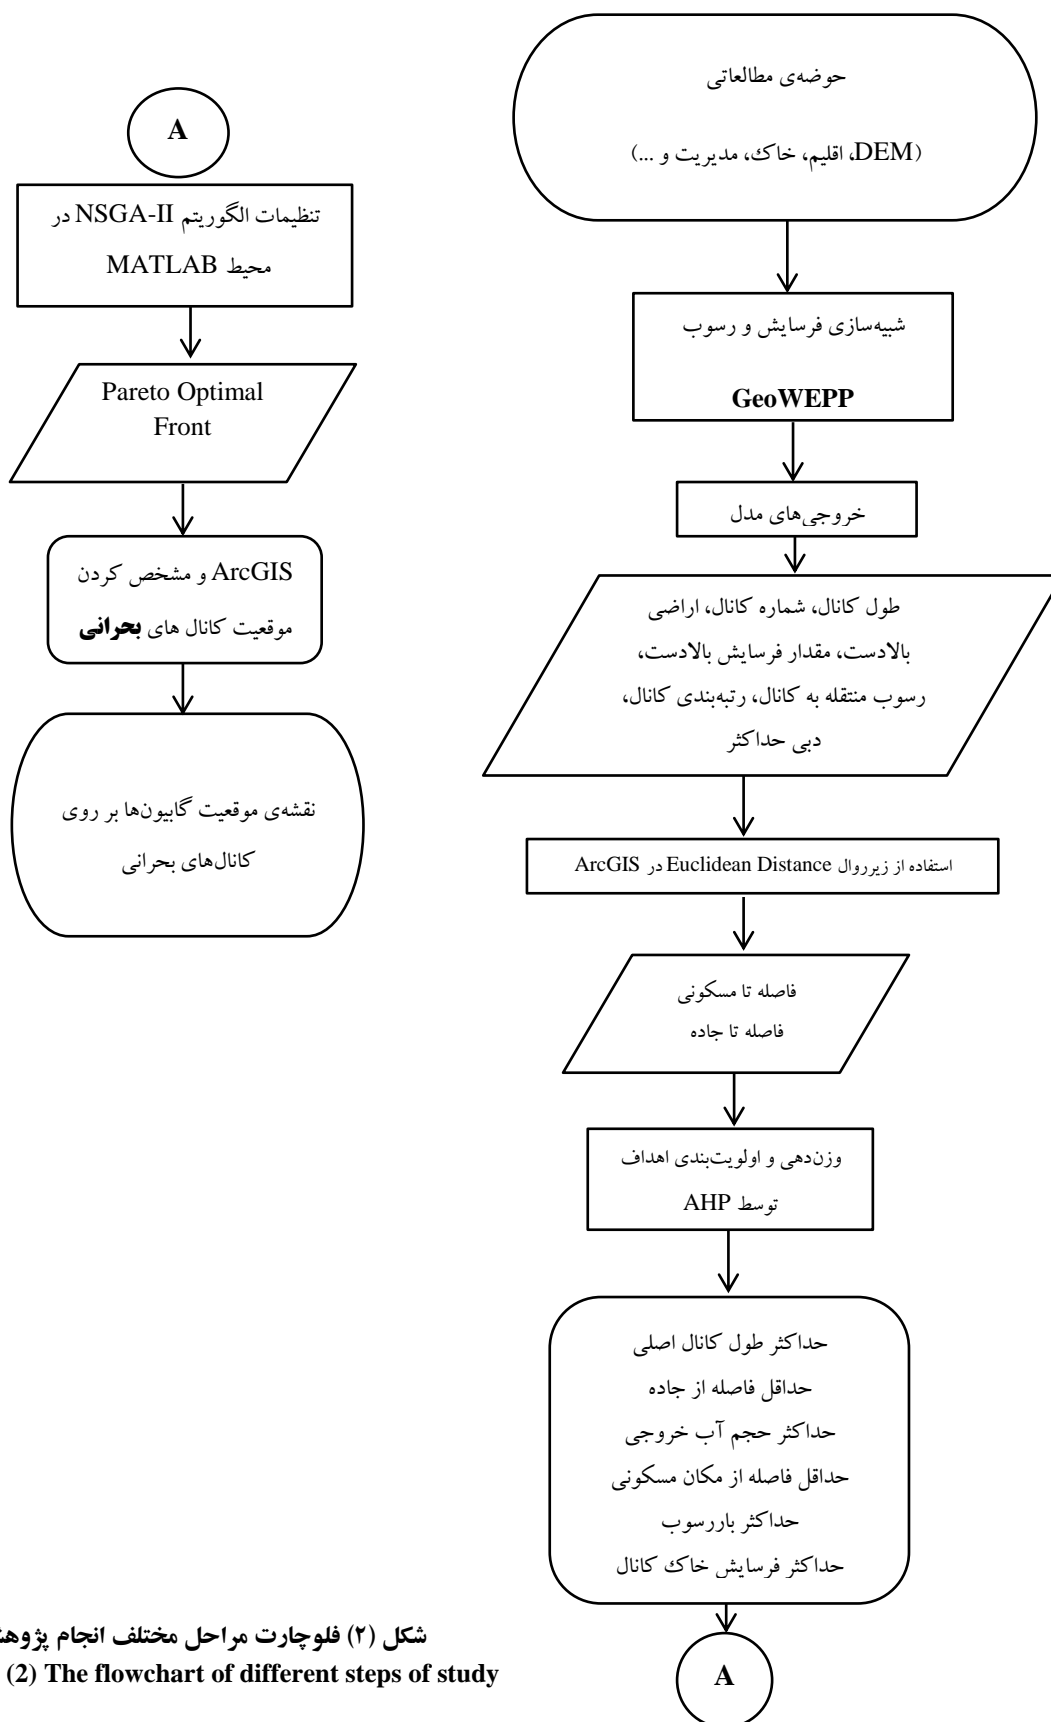 حوضه‌ی مطالعاتی
(DEM، اقلیم، خاک، مدیریت و ...)
شبیه‌سازی فرسایش و رسوب
GeoWEPP
خروجی‌های مدل
طول کانال، شماره کانال، اراضی
بالادست، مقدار فرسایش بالادست،
رسوب منتقله به کانال، رتبه‌بندی کانال،
دبی حداکثر
استفاده از زیرروال Euclidean Distance در ArcGIS
فاصله تا مسکونی
فاصله تا جاده
وزن‌دهی و اولویت‌بندی اهداف
توسط AHP
حداکثر طول کانال اصلی
حداقل فاصله از جاده
حداکثر حجم آب خروجی
حداقل فاصله از مکان مسکونی
حداکثر باررسوب
حداکثر فرسایش خاک کانال
A
A
تنظیمات الگوریتم NSGA-II در
محیط MATLAB
Pareto Optimal
Front
ArcGIS و مشخص کردن
موقعیت کانال های بحرانی
نقشه‌ی موقعیت گابیون‌ها بر روی
کانال‌های بحرانی
شکل (۲) فلوچارت مراحل مختلف انجام
(2) The flowchart of different steps of study